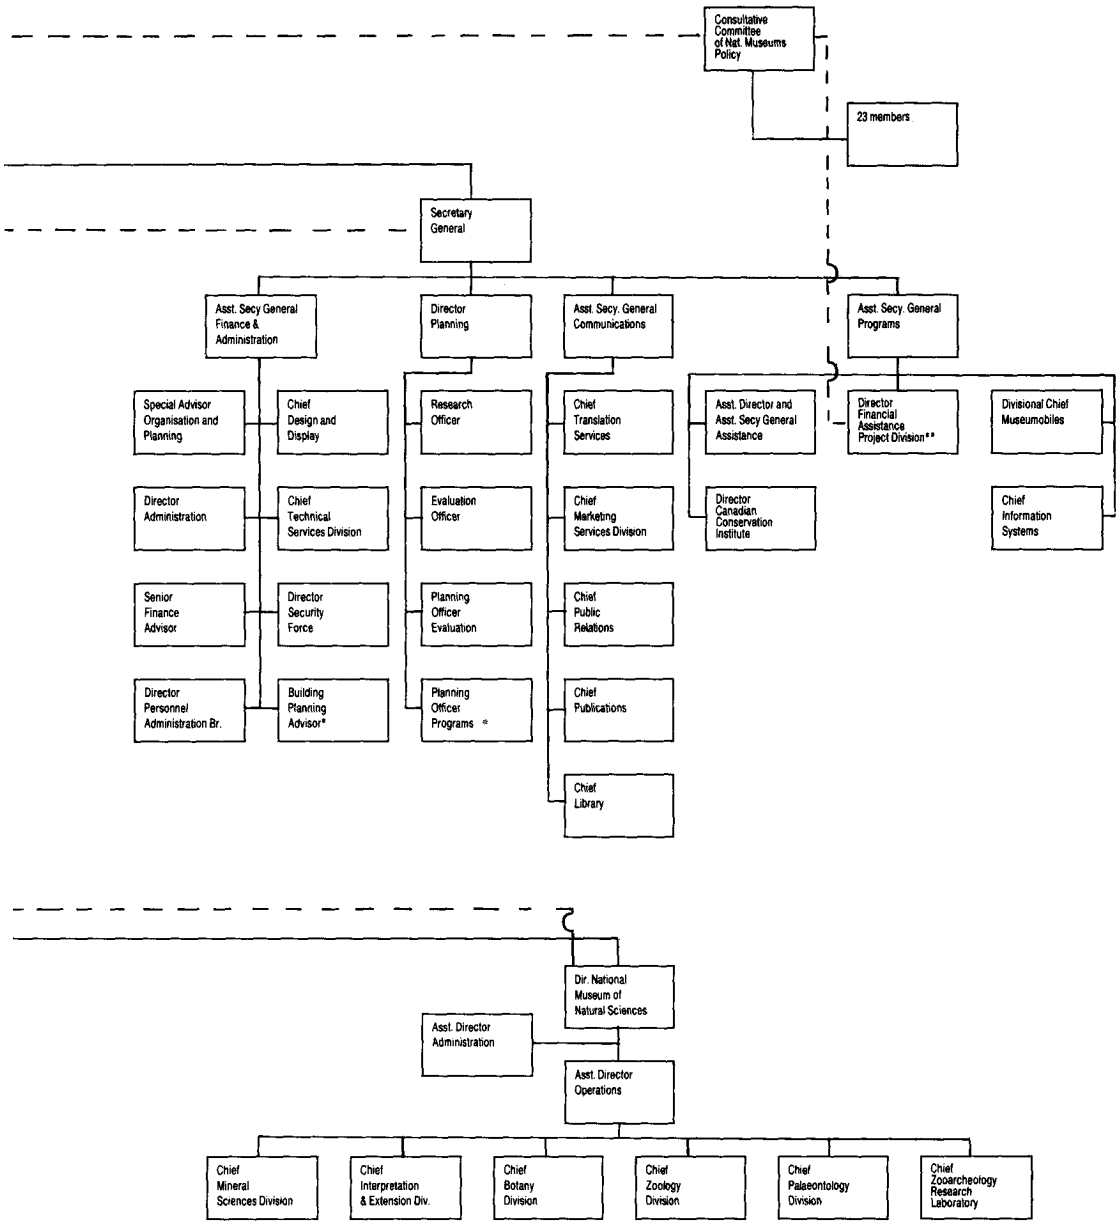 Consultative
Committee
of Nat. Museums
Policy
23 members
Secretary
General
Asst. Secy General
Finance &
Administration
Director
Planning
Asst. Secy. General
Communications
Asst. Secy. General
Programs
Special Advisor
Organisation and
Planning
Chief
Design and
Display
Research
Officer
Chief
Translation
Services
Asst. Director and
Asst. Secy General
Assistance
Director
Financial
Assistance
Project Division**
Divisional Chief
Museumobiles
Director
Administration
Chief
Technical
Services Division
Evaluation
Officer
Chief
Marketing
Services Division
Director
Canadian
Conservation
Institute
Chief
Information
Systems
Senior
Finance
Advisor
Director
Security
Force
Planning
Officer
Evaluation
Chief
Public
Relations
Director
Personnel
Administration Br.
Building
Planning
Advisor*
Planning
Officer
Programs *
Chief
Publications
Chief
Library
Dir. National
Museum of
Natural Sciences
Asst. Director
Administration
Asst. Director
Operations
Chief
Mineral
Sciences Division
Chief
Interpretation
& Extension Div.
Chief
Botany
Division
Chief
Zoology
Division
Chief
Palaeontology
Division
Chief
Zooarcheology
Research
Laboratory